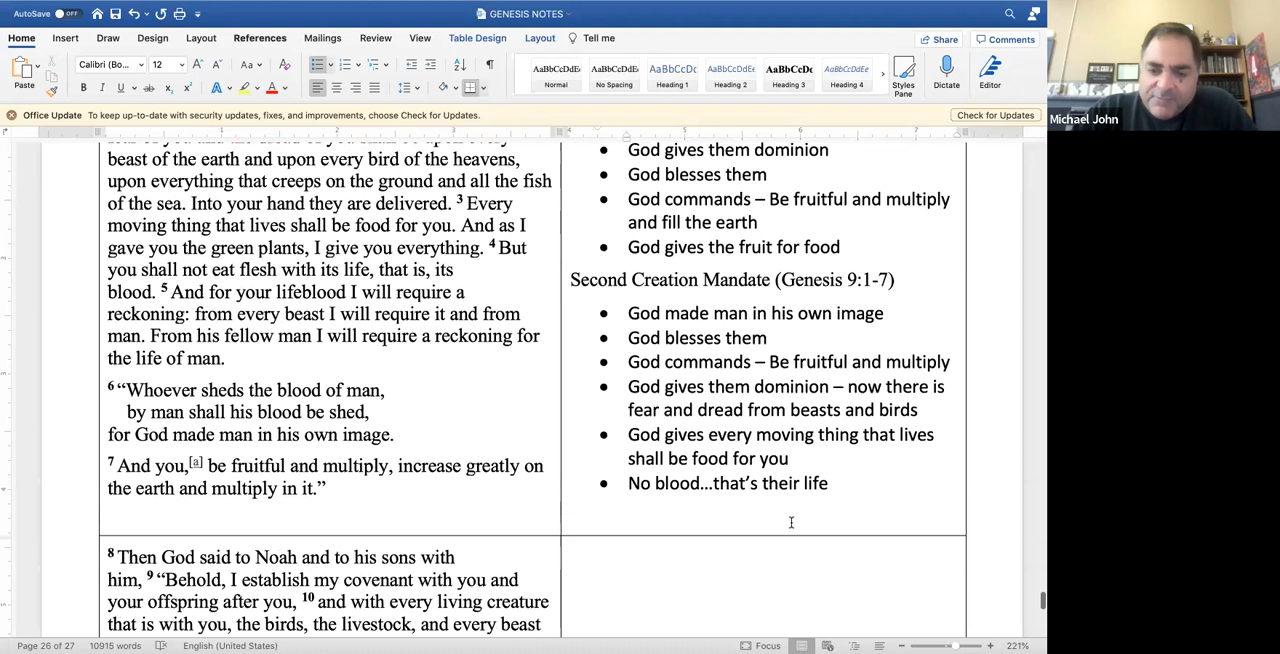 AutoSave OFF GENESIS NOTES
Home Insert Draw Design Layout References Mailings Review View Table Design Layout Tell me Share Comments
Paste Calibri (Bo... 12 A^ A˅ Aa B I U ab x₂ x² A A
AaBbCcDdEe AaBbCcDdEe AaBbCcDc AaBbCcDdEe AaBbCcDc AaBbCcDdEe
Normal No Spacing Heading 1 Heading 2 Heading 3 Heading 4 Styles Pane Dictate Editor
Office Update To keep up-to-date with security updates, fixes, and improvements, choose Check for Updates. Check for Updates
Michael John
1 2 3 4 5 6 7
beast of the earth and upon every bird of the heavens,
upon everything that creeps on the ground and all the fish
of the sea. Into your hand they are delivered. 3 Every
moving thing that lives shall be food for you. And as I
gave you the green plants, I give you everything. 4 But
you shall not eat flesh with its life, that is, its
blood. 5 And for your lifeblood I will require a
reckoning: from every beast I will require it and from
man. From his fellow man I will require a reckoning for
the life of man.
6 “Whoever sheds the blood of man,
by man shall his blood be shed,
for God made man in his own image.
7 And you,[a] be fruitful and multiply, increase greatly on
the earth and multiply in it.”
8 Then God said to Noah and to his sons with
him, 9 “Behold, I establish my covenant with you and
your offspring after you, 10 and with every living creature
that is with you, the birds, the livestock, and every beast
• God gives them dominion
• God blesses them
• God commands – Be fruitful and multiply
and fill the earth
• God gives the fruit for food
Second Creation Mandate (Genesis 9:1-7)
• God made man in his own image
• God blesses them
• God commands – Be fruitful and multiply
• God gives them dominion – now there is
fear and dread from beasts and birds
• God gives every moving thing that lives
shall be food for you
• No blood...that’s their life
Page 26 of 27 10915 words English (United States) Focus 221%